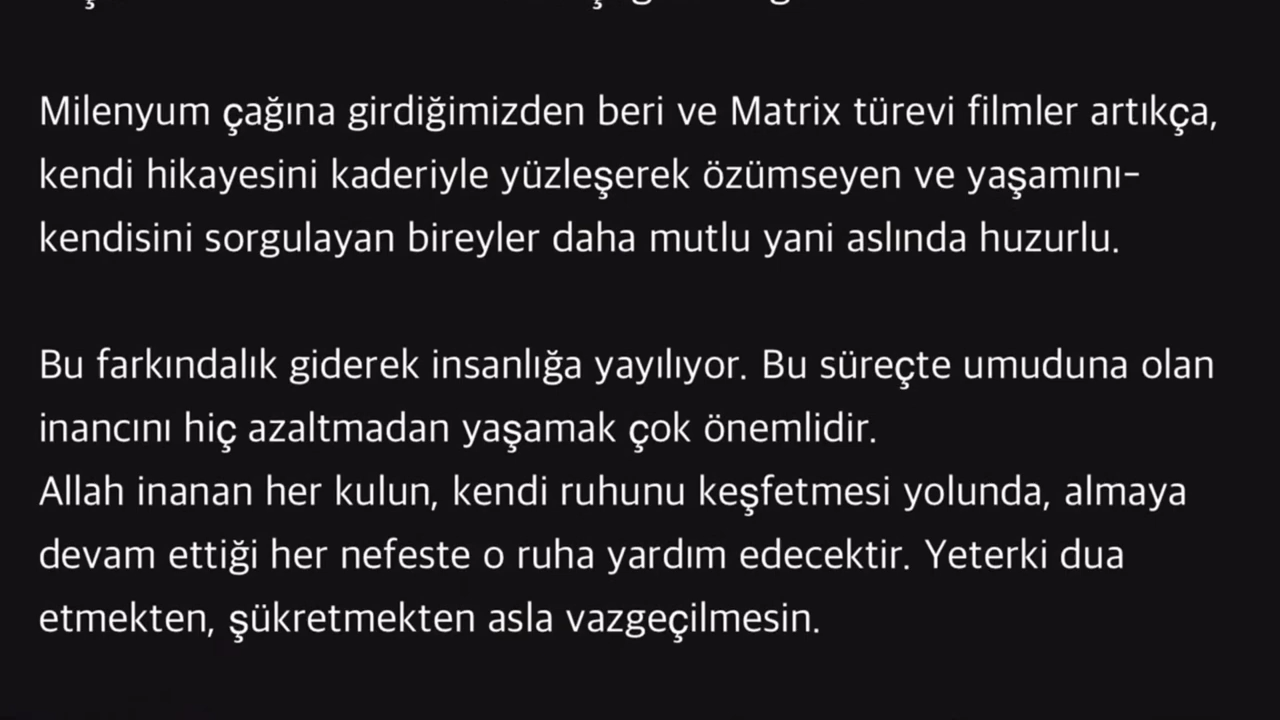 Milenyum çağına girdiğimizden beri ve Matrix türevi filmler artıkça,
kendi hikayesini kaderiyle yüzleşerek özümseyen ve yaşamını-
kendisini sorgulayan bireyler daha mutlu yani aslında huzurlu.
Bu farkındalık giderek insanlığa yayılıyor. Bu süreçte umuduna olan
inancını hiç azaltmadan yaşamak çok önemlidir.
Allah inanan her kulun, kendi ruhunu keşfetmesi yolunda, almaya
devam ettiği her nefeste o ruha yardım edecektir. Yeterki dua
etmekten, şükretmekten asla vazgeçilmesin.